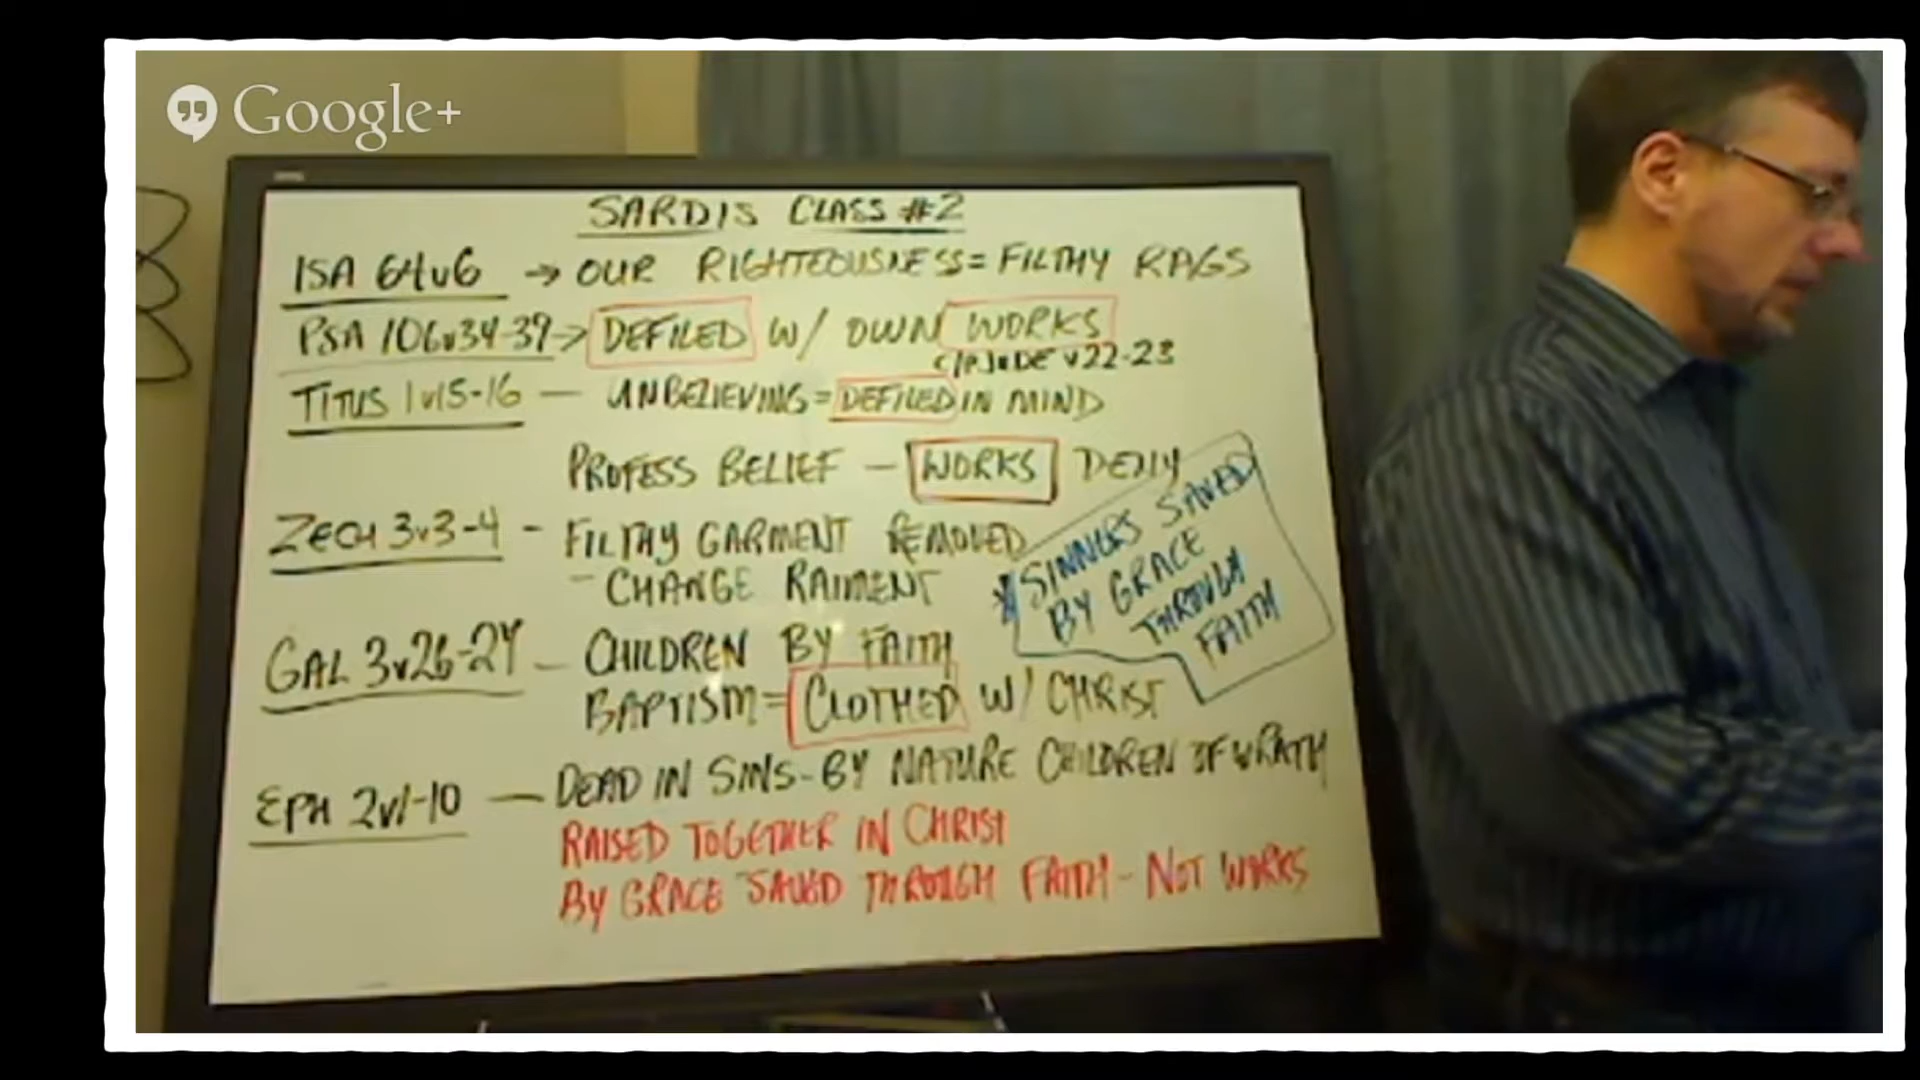 Google+
SARDIS CLASS #2
ISA 64v6 → OUR RIGHTEOUSNESS = FILTHY RAGS
PSA 106v34-39 → DEFILED W/ OWN WORKS
C/P JUDE v22-23
TITUS 1v15-16 — UNBELIEVING = DEFILED IN MIND
PROFESS BELIEF — WORKS DENY
ZECH 3v3-4 - FILTHY GARMENT REMOVED
- CHANGE RAIMENT
* SINNERS SAVED
BY GRACE
THROUGH
FAITH
GAL 3v26-27 — CHILDREN BY FAITH
BAPTISM = CLOTHED W/ CHRIST
EPH 2v1-10 — DEAD IN SINS - BY NATURE CHILDREN OF WRATH
RAISED TOGETHER IN CHRIST
BY GRACE SAVED THROUGH FAITH - NOT WORKS